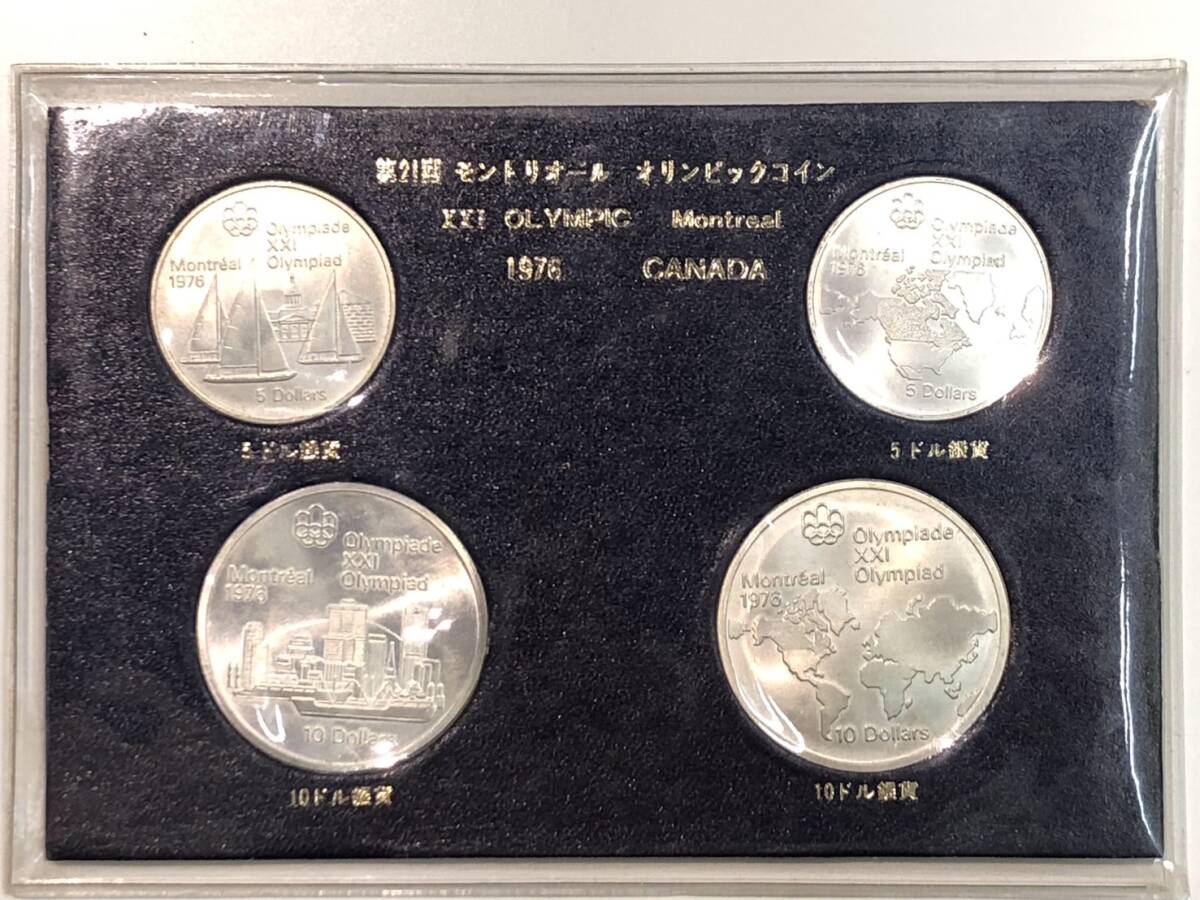 第21回 モントリオール オリンピックコイン
XXI OLYMPIC Montreal
1976 CANADA
Olympiade
XXI
Olympiad
Montréal
1976
5 Dollars
5ドル銀貨
Olympiade
XXI
Olympiad
Montréal
1976
5 Dollars
5ドル銀貨
Olympiade
XXI
Olympiad
Montréal
1976
10 Dollars
10ドル銀貨
Olympiade
XXI
Olympiad
Montréal
1976
10 Dollars
10ドル銀貨